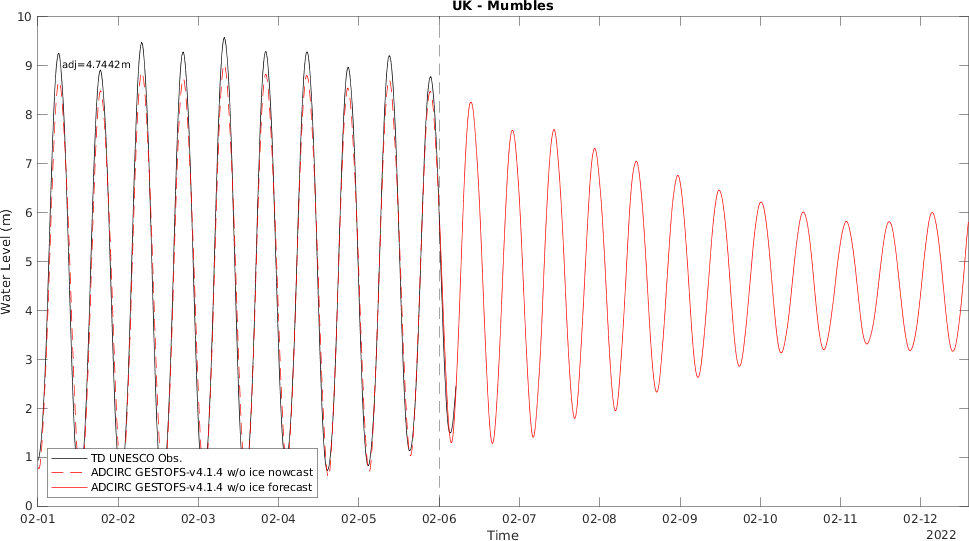 UK - Mumbles
10
9
8
7
6
5
4
3
2
1
0
Water Level (m)
adj=4.7442m
TD UNESCO Obs.
ADCIRC GESTOFS-v4.1.4 w/o ice nowcast
ADCIRC GESTOFS-v4.1.4 w/o ice forecast
02-01 02-02 02-03 02-04 02-05 02-06 02-07 02-08 02-09 02-10 02-11 02-12
Time
2022